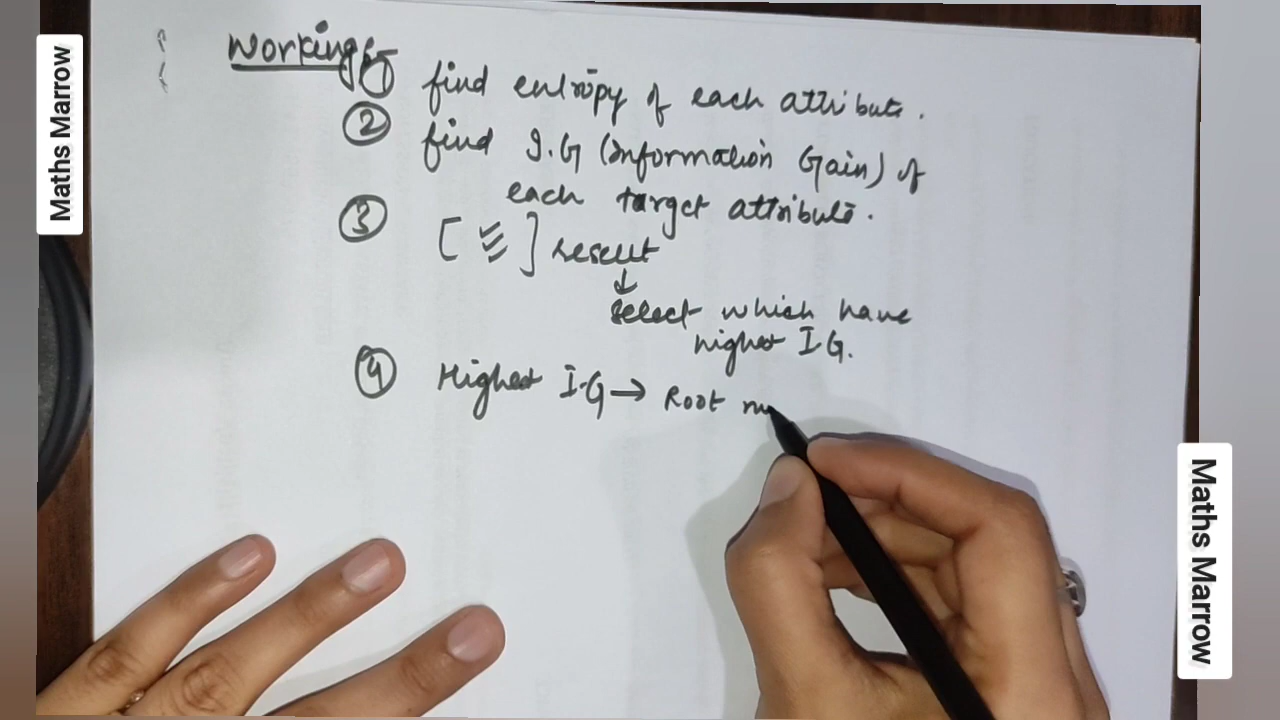 Maths Marrow
Working :-
① find entropy of each attribute.
② find I.G (Information Gain) of
each target attribute.
③ [ ] result
↓
select which have
highest I.G.
④ Highest I.G → Root
Maths Marrow